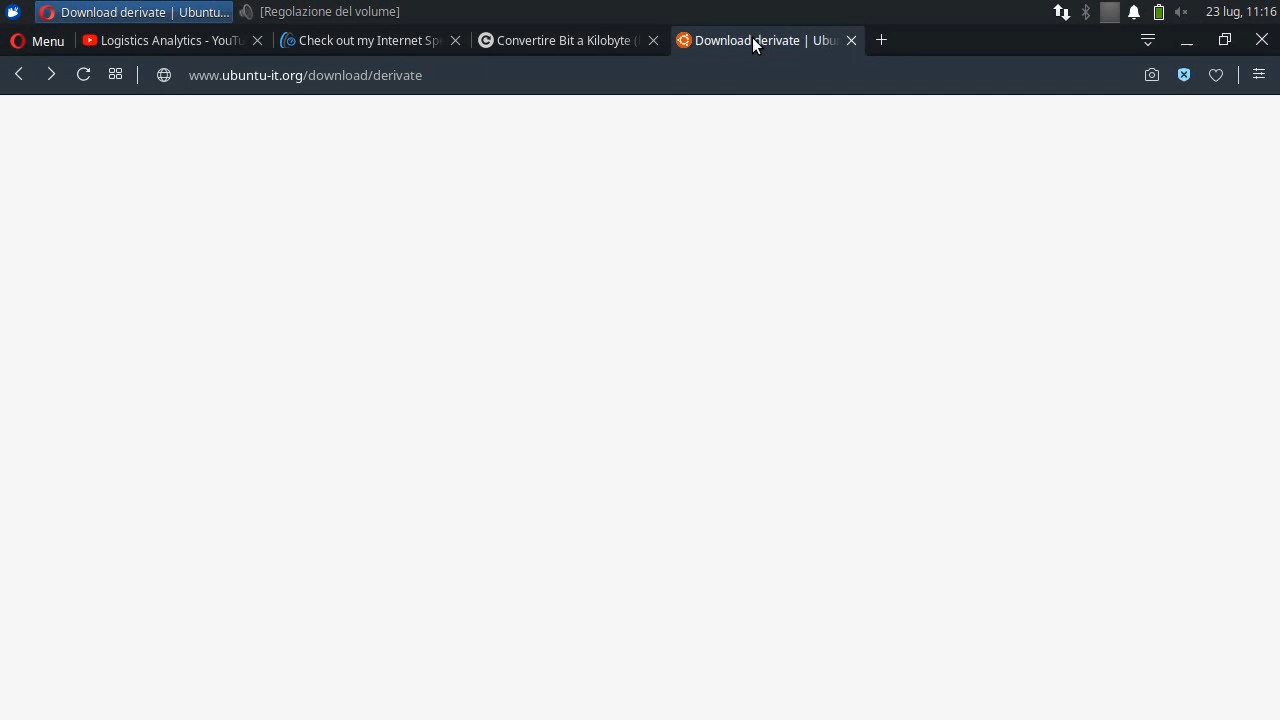 Download derivate | Ubuntu... [Regolazione del volume] 23 lug, 11:16
Menu Logistics Analytics - YouTu Check out my Internet Spe Convertire Bit a Kilobyte ( Download derivate | Ubu
www.ubuntu-it.org/download/derivate